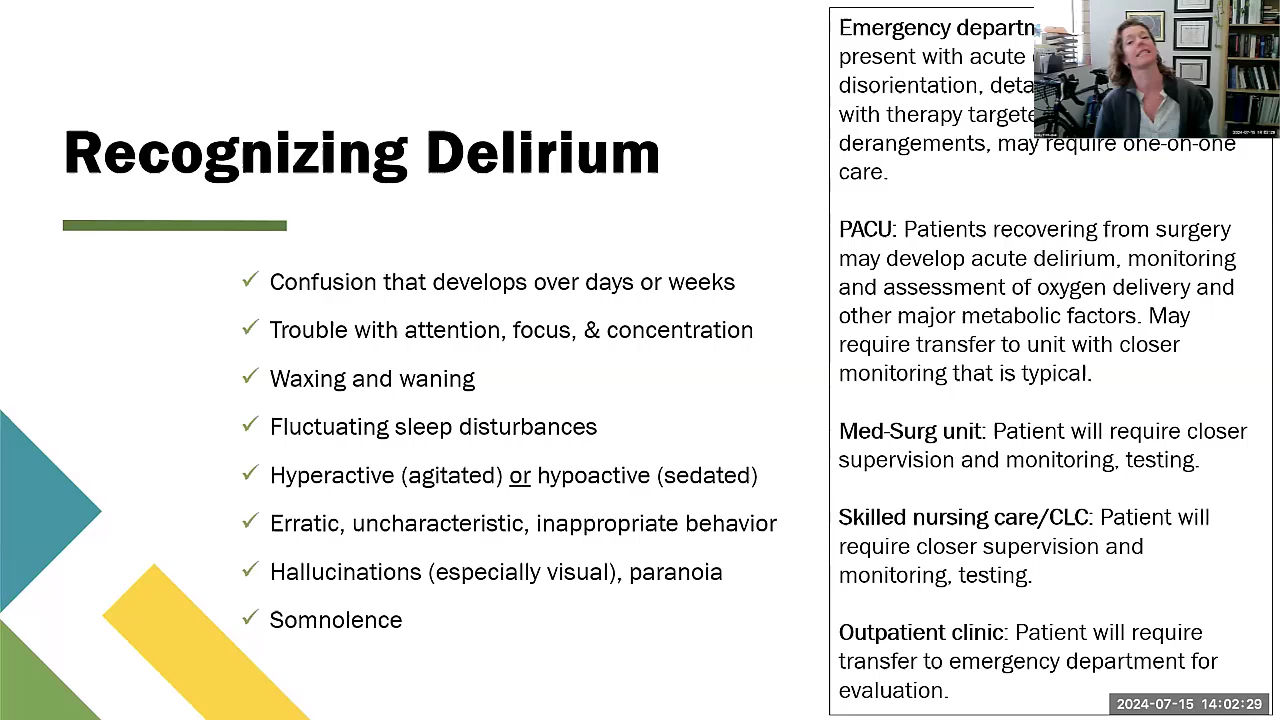 Recognizing Delirium
✓ Confusion that develops over days or weeks
✓ Trouble with attention, focus, & concentration
✓ Waxing and waning
✓ Fluctuating sleep disturbances
✓ Hyperactive (agitated) or hypoactive (sedated)
✓ Erratic, uncharacteristic, inappropriate behavior
✓ Hallucinations (especially visual), paranoia
✓ Somnolence
Emergency
present with acute
disorientation,
with therapy
derangements, may require one-on-one
care.
PACU: Patients recovering from surgery
may develop acute delirium, monitoring
and assessment of oxygen delivery and
other major metabolic factors. May
require transfer to unit with closer
monitoring that is typical.
Med-Surg unit: Patient will require closer
supervision and monitoring, testing.
Skilled nursing care/CLC: Patient will
require closer supervision and
monitoring, testing.
Outpatient clinic: Patient will require
transfer to emergency department for
evaluation.
2024-07-15 14:02:29